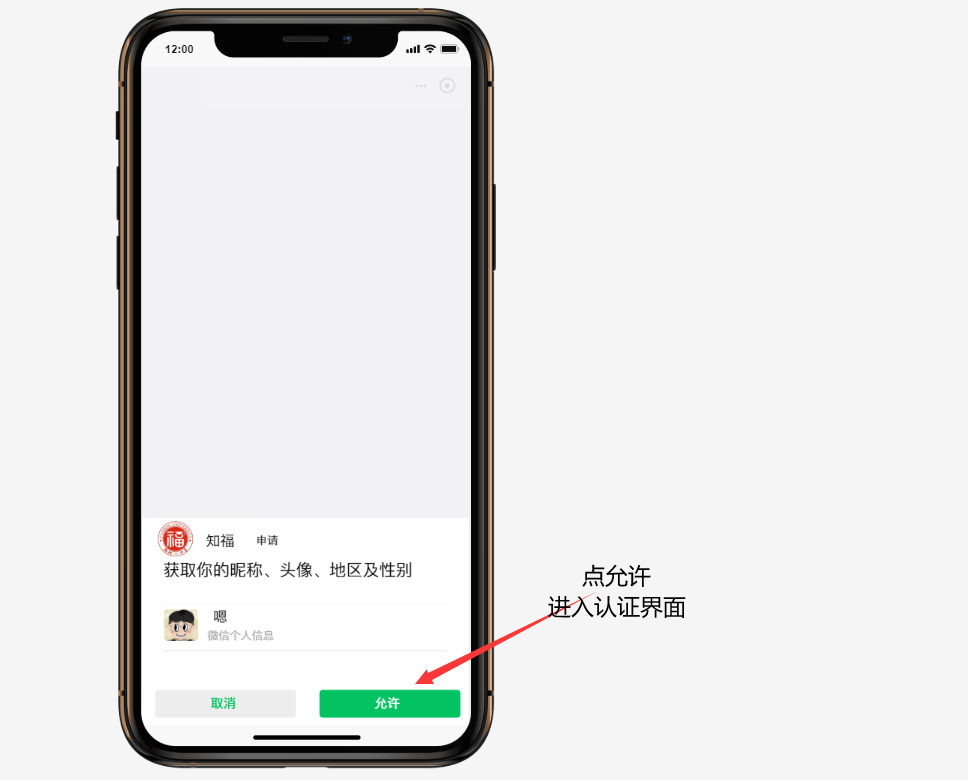 12:00
福
知福 申请
获取你的昵称、头像、地区及性别
嗯
微信个人信息
取消 允许
点允许
进入认证界面